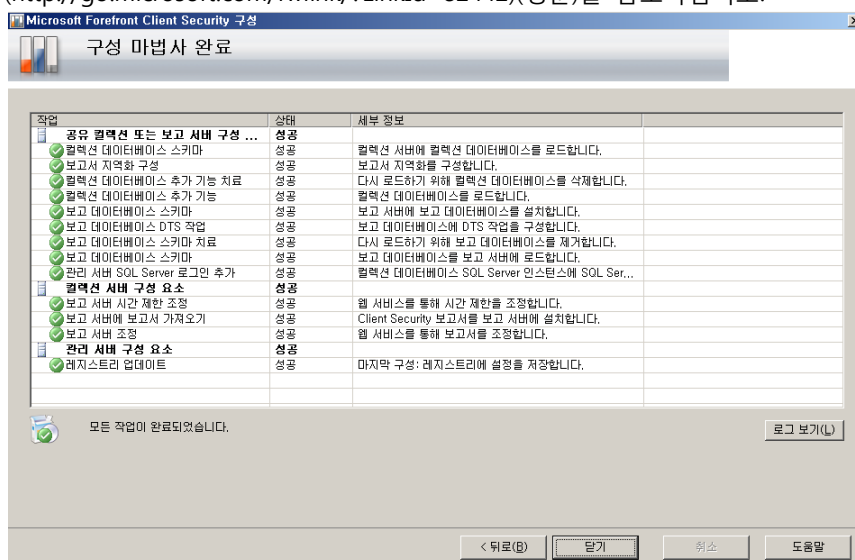 Microsoft Forefront Client Security 구성
구성 마법사 완료
작업 상태 세부 정보
공유 컬렉션 또는 보고 서버 구성 ... 성공
컬렉션 데이터베이스 스키마 성공 컬렉션 서버에 컬렉션 데이터베이스를 로드합니다.
보고서 지역화 구성 성공 보고서 지역화를 구성합니다.
컬렉션 데이터베이스 추가 기능 치료 성공 다시 로드하기 위해 컬렉션 데이터베이스를 삭제합니다.
컬렉션 데이터베이스 추가 기능 성공 컬렉션 데이터베이스를 로드합니다.
보고 데이터베이스 스키마 성공 보고 서버에 보고 데이터베이스를 설치합니다.
보고 데이터베이스 DTS 작업 성공 보고 데이터베이스에 DTS 작업을 구성합니다.
보고 데이터베이스 스키마 치료 성공 다시 로드하기 위해 보고 데이터베이스를 제거합니다.
보고 데이터베이스 스키마 성공 보고 데이터베이스를 보고 서버에 로드합니다.
관리 서버 SQL Server 로그인 추가 성공 컬렉션 데이터베이스 SQL Server 인스턴스에 SQL Ser...
컬렉션 서버 구성 요소 성공
보고 서버 시간 제한 조정 성공 웹 서비스를 통해 시간 제한을 조정합니다.
보고 서버에 보고서 가져오기 성공 Client Security 보고서를 보고 서버에 설치합니다.
보고 서버 조정 성공 웹 서비스를 통해 보고서를 조정합니다.
관리 서버 구성 요소 성공
레지스트리 업데이트 성공 마지막 구성: 레지스트리에 설정을 저장합니다.
모든 작업이 완료되었습니다.
로그 보기(L)
< 뒤로(B) 닫기 취소 도움말